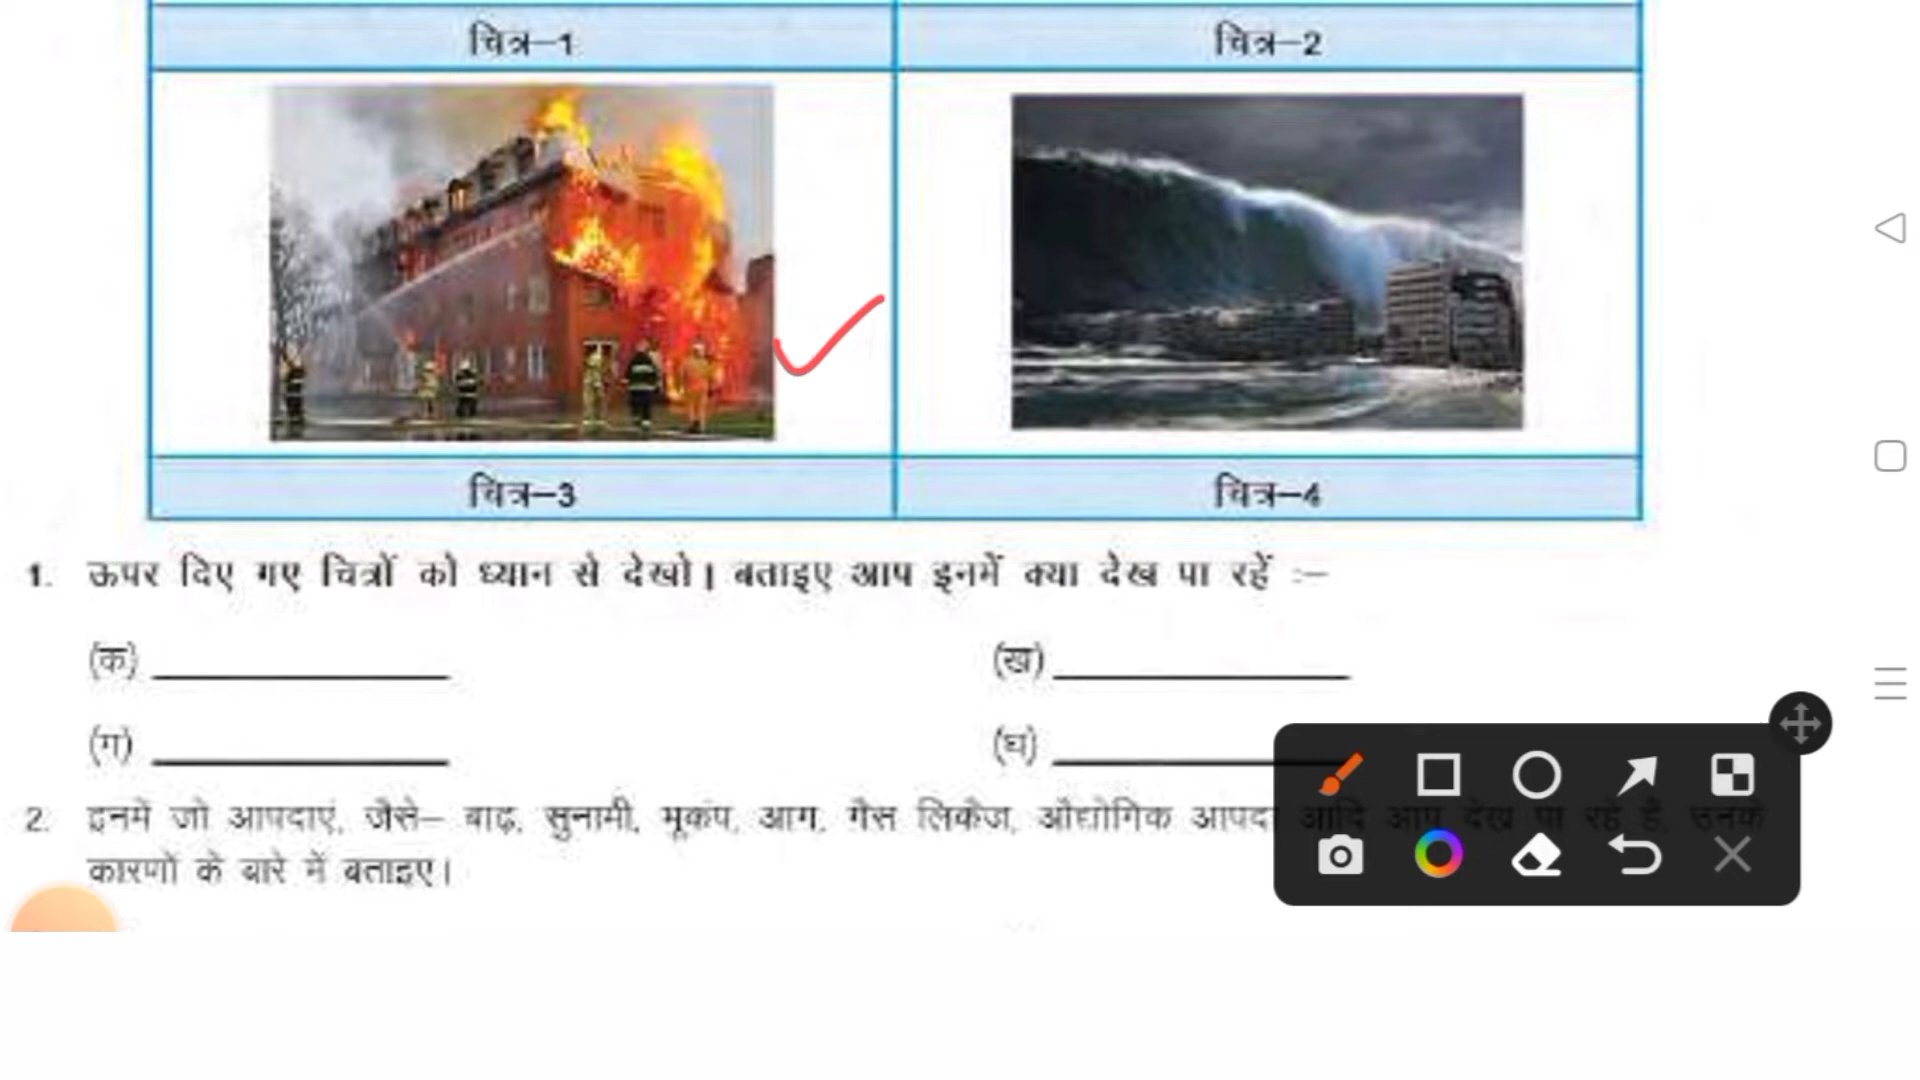 चित्र–1
चित्र–2
चित्र–3
चित्र–4
1. ऊपर दिए गए चित्रों को ध्यान से देखो। बताइए आप इनमें क्या देख पा रहें :–
(क)
(ख)
(ग)
(घ)
2. इनमें जो आपदाएं, जैसे– बाढ़, सुनामी, भूकंप, आग, गैस लिकेज, औद्योगिक आपदा आदि आप देख पा रहे हैं, उनके
कारणों के बारे में बताइए।